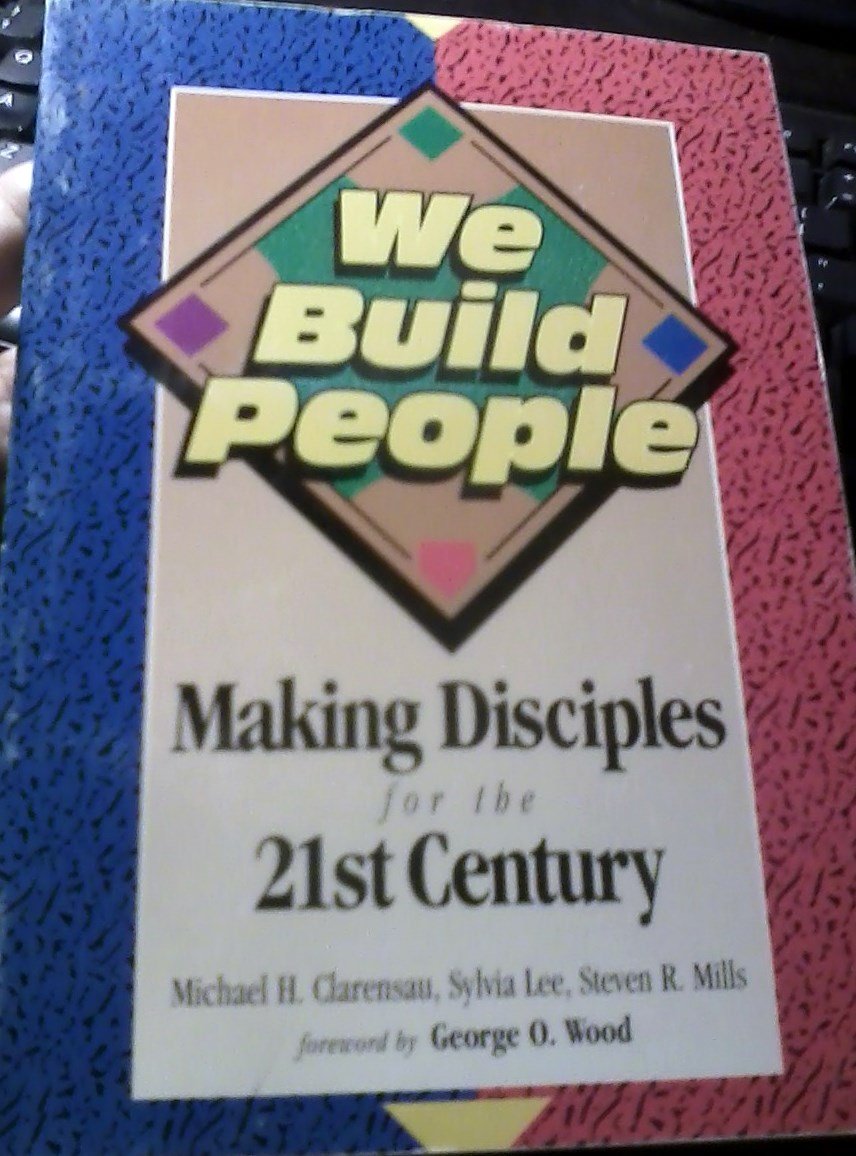 We
Build
People
Making Disciples
for the
21st Century
Michael H. Clarensau, Sylvia Lee, Steven R. Mills
foreword by George O. Wood